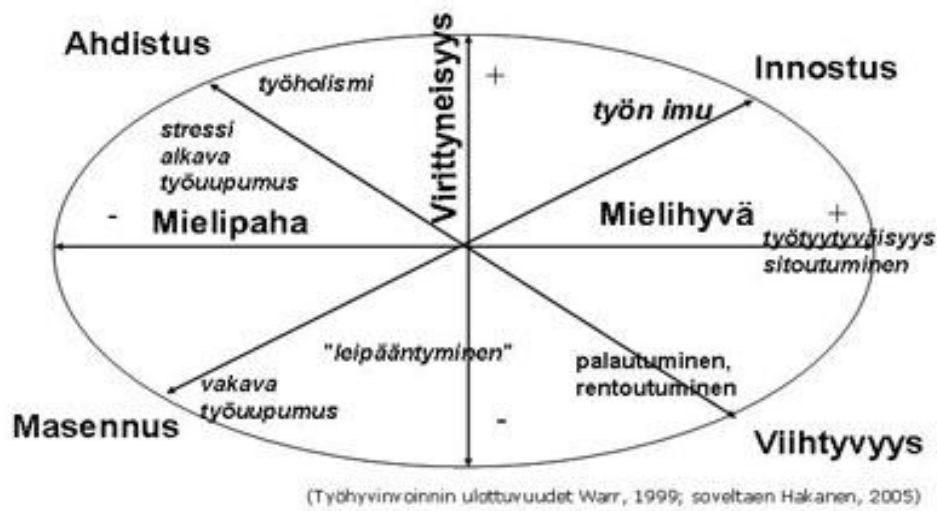 Ahdistus
Innostus
työholismi
Virittyneisyys
+
työn imu
stressi
alkava
työuupumus
-
Mielipaha
Mielihyvä
+
työtyytyväisyys
sitoutuminen
"leipääntyminen"
palautuminen,
rentoutuminen
vakava
työuupumus
Masennus
-
Viihtyvyys
(Työhyvinvoinnin ulottuvuudet Warr, 1999; soveltaen Hakanen, 2005)